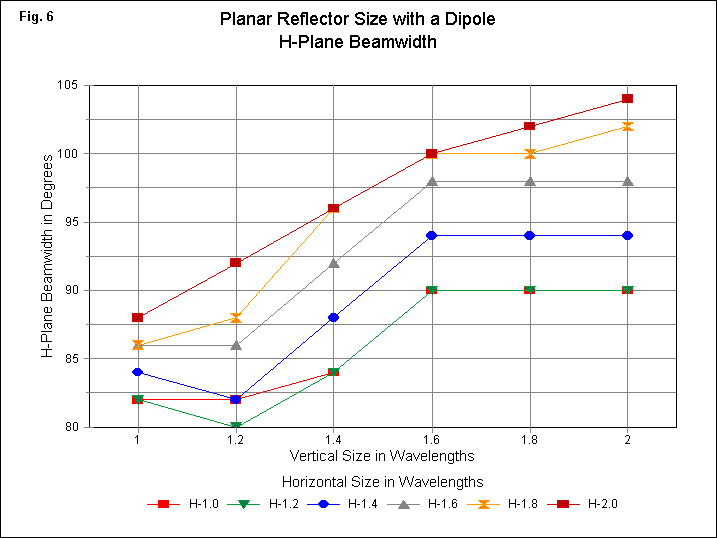 Fig. 6
Planar Reflector Size with a Dipole
H-Plane Beamwidth
H-Plane Beamwidth in Degrees
105
100
95
90
85
80
1 1.2 1.4 1.6 1.8 2
Vertical Size in Wavelengths
Horizontal Size in Wavelengths
H-1.0 H-1.2 H-1.4 H-1.6 H-1.8 H-2.0